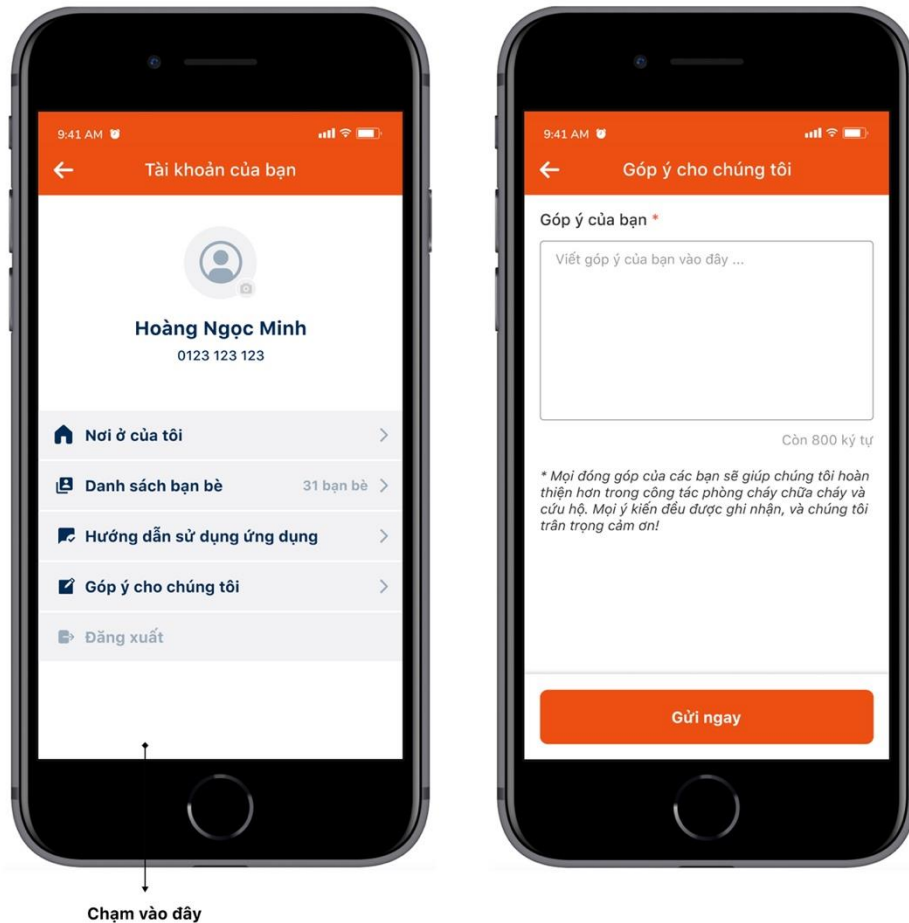 9:41 AM
Tài khoản của bạn
Hoàng Ngọc Minh
0123 123 123
Nơi ở của tôi
Danh sách bạn bè 31 bạn bè
Hướng dẫn sử dụng ứng dụng
Góp ý cho chúng tôi
Đăng xuất
Chạm vào đây
9:41 AM
Góp ý cho chúng tôi
Góp ý của bạn *
Viết góp ý của bạn vào đây ...
Còn 800 ký tự
* Mọi đóng góp của các bạn sẽ giúp chúng tôi hoàn
thiện hơn trong công tác phòng cháy chữa cháy và
cứu hộ. Mọi ý kiến đều được ghi nhận, và chúng tôi
trân trọng cảm ơn!
Gửi ngay